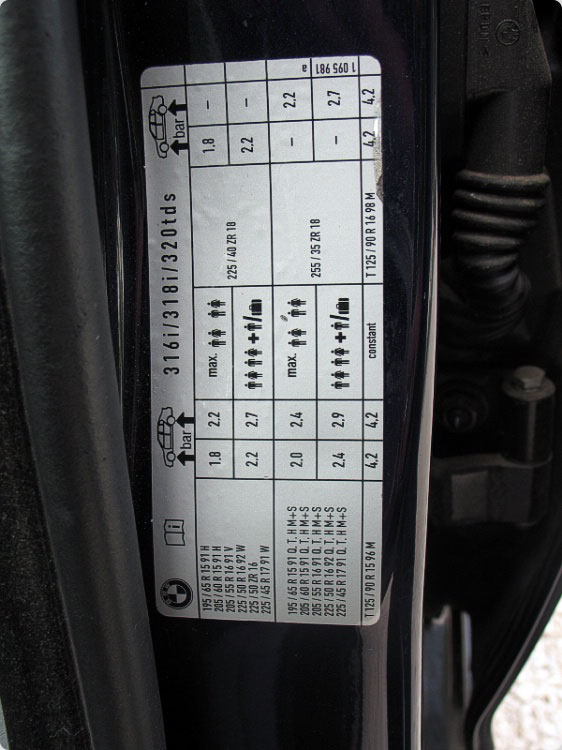 BMW
316i/318i/320tds
bar bar
195 / 65 R 15 91 H
205 / 60 R 15 91 H
205 / 55 R 16 91 V
225 / 50 R 16 92 W
225 / 50 ZR 16
225 / 45 R 17 91 W
1.8 2.2 max. 225 / 40 ZR 18 1.8 –
2.2 2.7 + / 2.2 –
195 / 65 R 15 91 Q, T, H M+S
205 / 60 R 15 91 Q, T, H M+S
205 / 55 R 16 91 Q, T, H M+S
225 / 50 R 16 92 Q, T, H M+S
225 / 45 R 17 91 Q, T, H M+S
2.0 2.4 max. 255 / 35 ZR 18 – 2.2 a
2.4 2.9 + / – 2.7 1 095 981
T 125 / 90 R 15 96 M 4.2 4.2 constant T 125 / 90 R 16 98 M 4.2 4.2